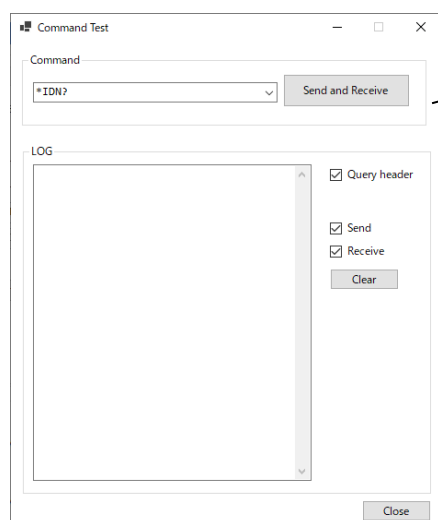 Command Test
Command
*IDN?
Send and Receive
LOG
Query header
Send
Receive
Clear
Close